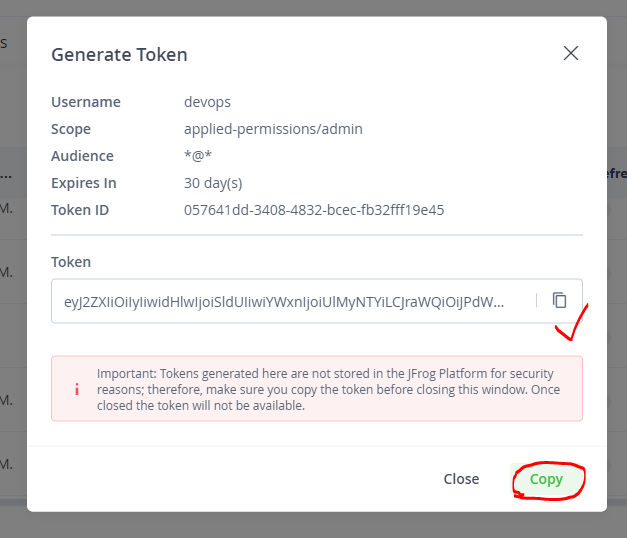 Generate Token
s
Username devops
Scope applied-permissions/admin
Audience *@*
...
efre
Expires In 30 day(s)
M.
Token ID 057641dd-3408-4832-bcec-fb32fff19e45
Token
M.
eyJ2ZXIiOiIyIiwidHlwIjoiSldUIiwiYWxnIjoiUlMyNTYiLCJraWQiOiJPdW...
Important: Tokens generated here are not stored in the JFrog Platform for security
reasons; therefore, make sure you copy the token before closing this window. Once
closed the token will not be available.
M.
M.
Close Copy